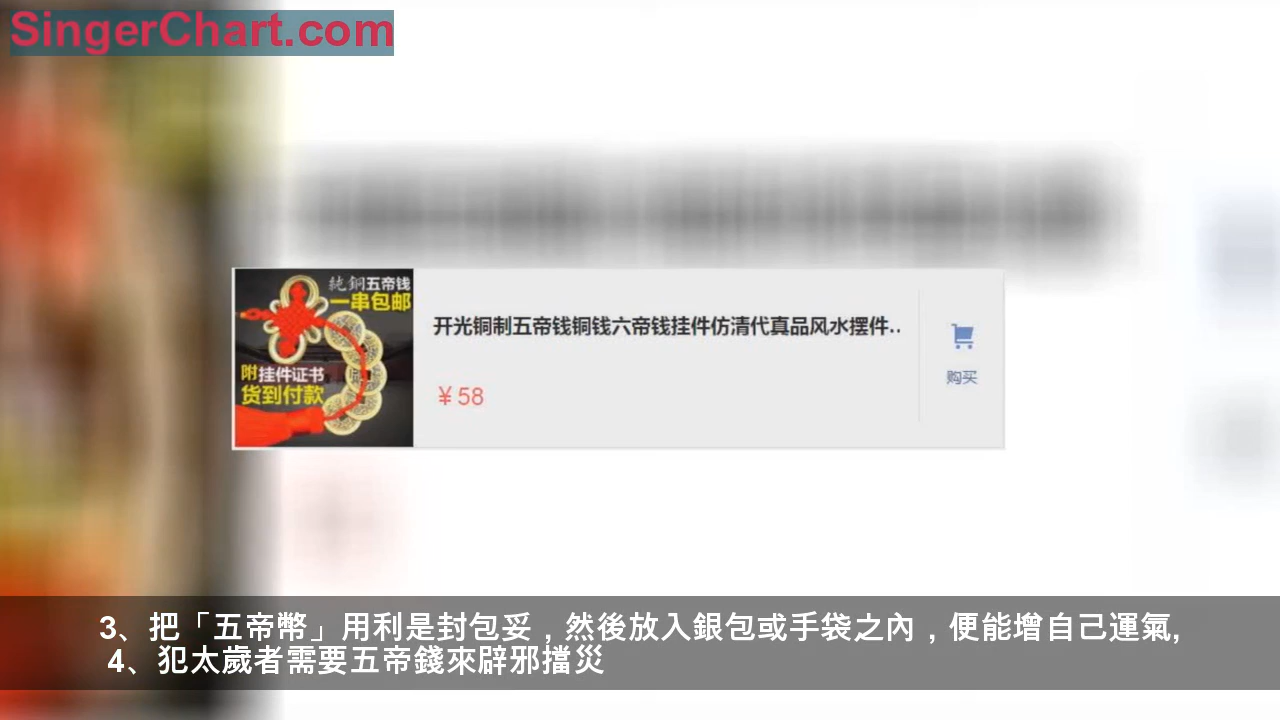 SingerChart.com
純銅五帝钱
一串包邮
附挂件证书
货到付款
开光铜制五帝钱铜钱六帝钱挂件仿清代真品风水摆件..
¥58
购买
3、把「五帝幣」用利是封包妥，然後放入銀包或手袋之內，便能增自己運氣,
4、犯太歲者需要五帝錢來辟邪擋災